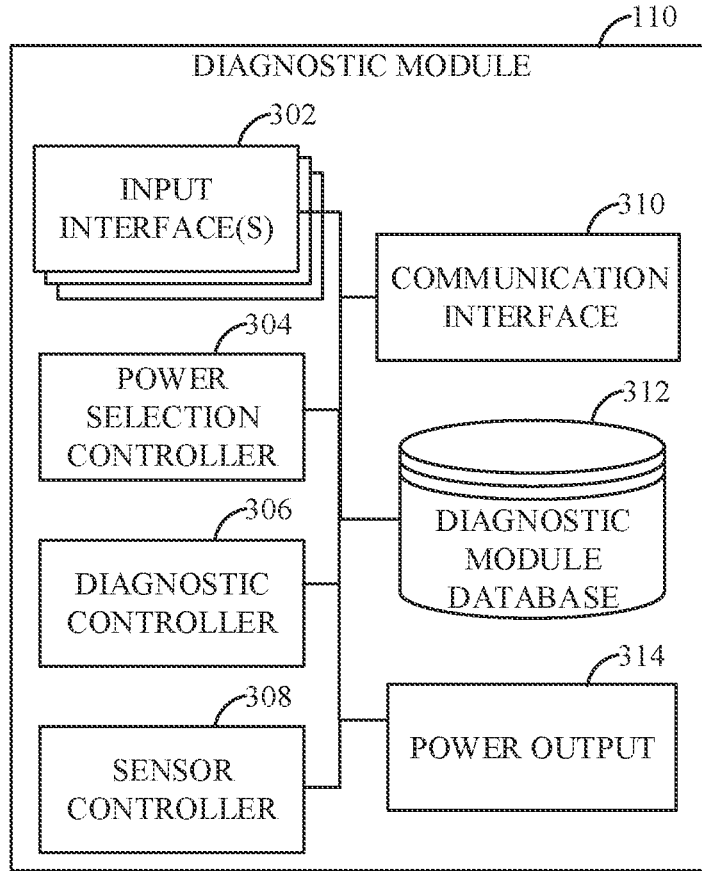 110
DIAGNOSTIC MODULE
302
INPUT
INTERFACE(S)
310
COMMUNICATION
INTERFACE
304
POWER
SELECTION
CONTROLLER
312
DIAGNOSTIC
MODULE
DATABASE
306
DIAGNOSTIC
CONTROLLER
314
POWER OUTPUT
308
SENSOR
CONTROLLER